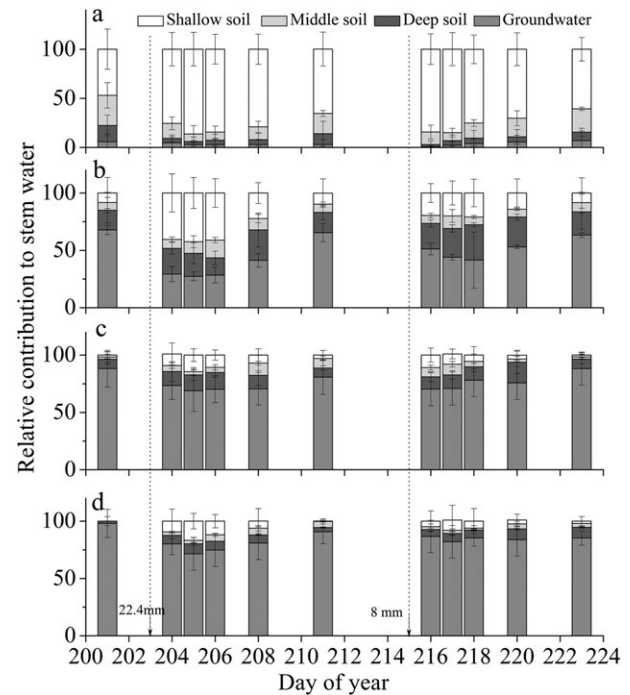 a
Shallow soil Middle soil Deep soil Groundwater
100
50
0
b
100
50
0
c
100
50
0
d
100
50
0
22.4mm
8 mm
200 202 204 206 208 210 212 214 216 218 220 222 224
Day of year
Relative contribution to stem water